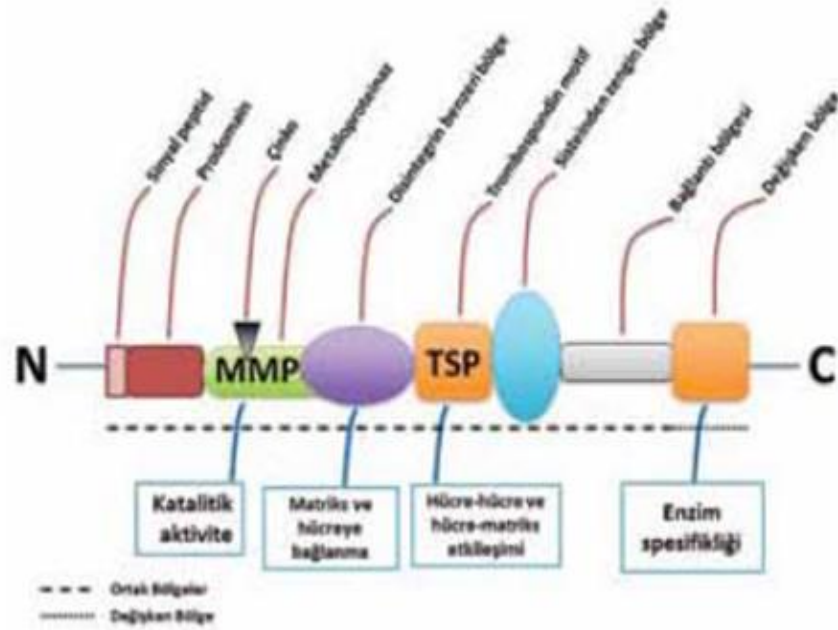 Sinyal peptid
Prodomain
Çinko
Metalloproteinaz
Disintegrin benzeri bölge
Trombospondin motif
Sisteinden zengin bölge
Bağlantı bölgesi
Değişken bölge
N
MMP
TSP
C
Katalitik
aktivite
Matriks ve
hücreye
bağlanma
Hücre-hücre ve
hücre-matriks
etkileşimi
Enzim
spesifikliği
Ortak Bölgeler
Değişken Bölge